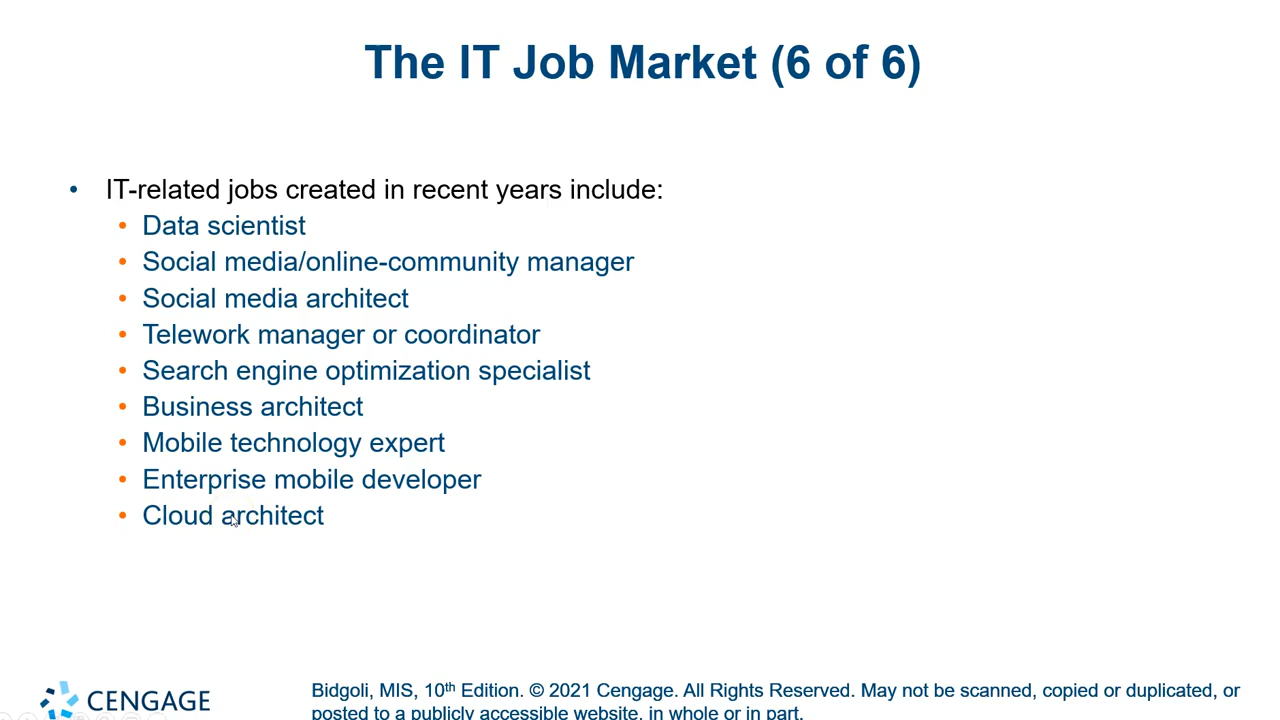 The IT Job Market (6 of 6)
• IT-related jobs created in recent years include:
• Data scientist
• Social media/online-community manager
• Social media architect
• Telework manager or coordinator
• Search engine optimization specialist
• Business architect
• Mobile technology expert
• Enterprise mobile developer
• Cloud architect
CENGAGE
Bidgoli, MIS, 10th Edition. © 2021 Cengage. All Rights Reserved. May not be scanned, copied or duplicated, or
posted to a publicly accessible website, in whole or in part.